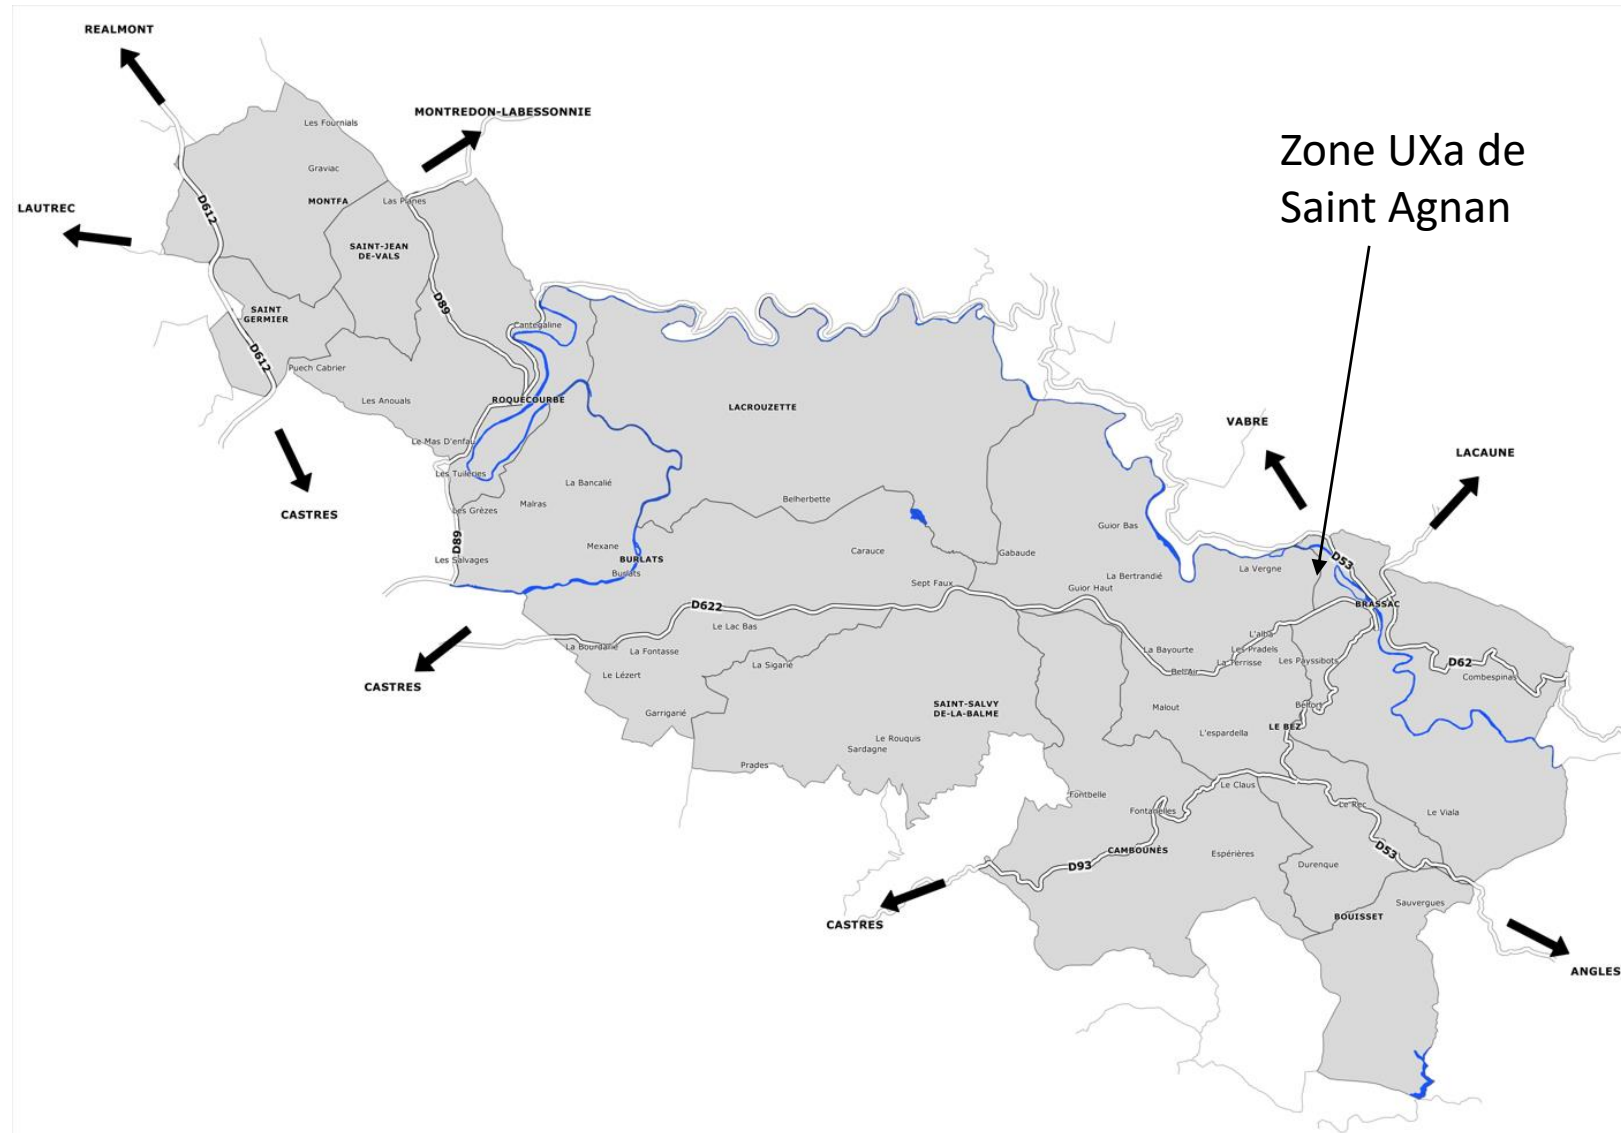 REALMONT
MONTREDON-LABESSONNIE
Les Fournials
Zone UXa de
Saint Agnan
Graviac
MONTFA
Las Planes
LAUTREC
D612
SAINT-JEAN
DE-VALS
D89
SAINT
GERMIER
Cantegaline
D612
Puech Cabrier
Les Anouals
ROQUECOURBE
LACROUZETTE
VABRE
Le Mas D'enfau
LACAUNE
Les Tuileries
La Bancalié
Belherbette
CASTRES
Les Grèzes
Malras
Guior Bas
D89
Mexane
Carauce
Gabaude
D53
Les Salvages
BURLATS
Burlats
Sept Faux
La Bertrandié
La Vergne
Guior Haut
D622
BRASSAC
Le Lac Bas
L'alba
La Bourdarié
La Fontasse
La Bayourte
Les Pradels
La Sigarié
La Terrisse
Les Payssibots
D62
Le Lézert
Bel Air
Combespinas
CASTRES
Garrigarié
SAINT-SALVY
DE-LA-BALME
Malout
Belfort
LE BEZ
Le Rouquis
L'espardella
Sardagne
Prades
Le Claus
Fontbelle
Fontanelles
Le Rec
Le Viala
CAMBOUNÈS
Espérières
D53
D93
Durenque
Sauvergues
CASTRES
BOUISSET
ANGLES